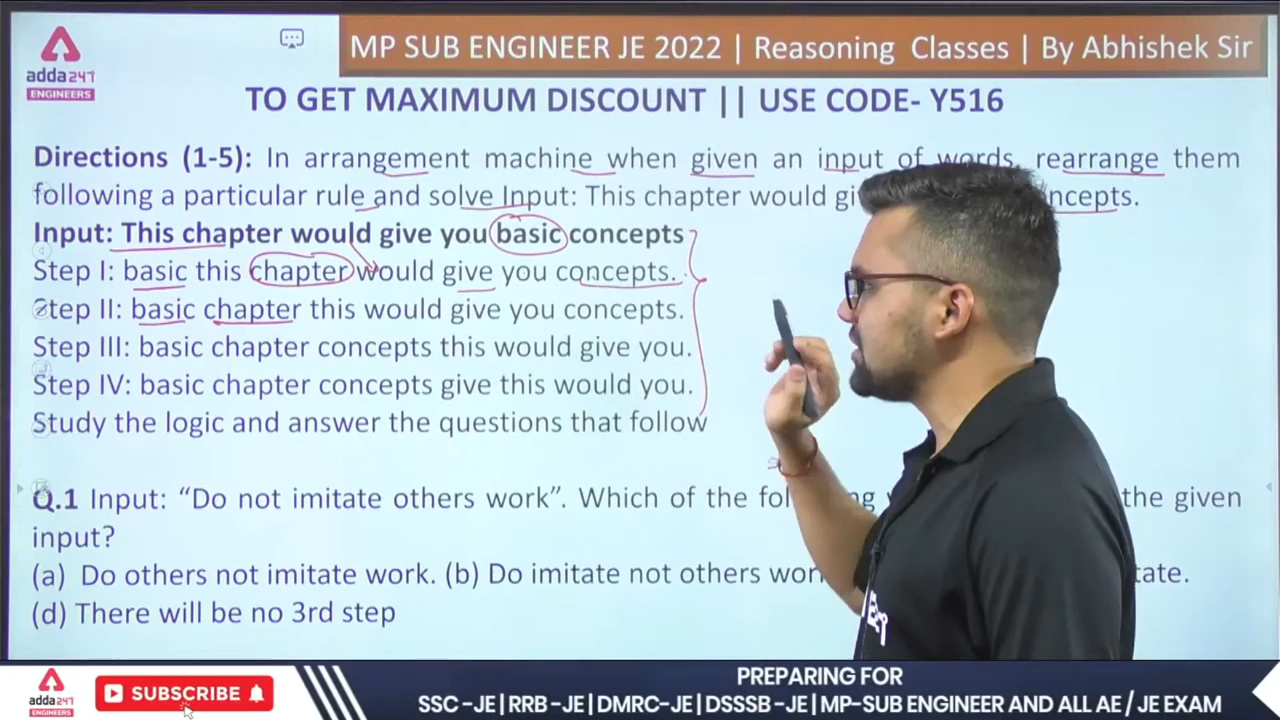 adda247
ENGINEERS
MP SUB ENGINEER JE 2022 | Reasoning Classes | By Abhishek Sir
TO GET MAXIMUM DISCOUNT || USE CODE- Y516
Directions (1-5): In arrangement machine when given an input of words, rearrange them
following a particular rule and solve Input: This chapter would
Input: This chapter would give you basic concepts
Step I: basic this chapter would give you concepts.
Step II: basic chapter this would give you concepts.
Step III: basic chapter concepts this would give you.
Step IV: basic chapter concepts give this would you.
Study the logic and answer the questions that follow
Q.1 Input: “Do not imitate others work”. Which of the the given
input?
(a) Do others not imitate work. (b) Do imitate not others
(d) There will be no 3rd step
adda247
ENGINEERS
SUBSCRIBE
PREPARING FOR
SSC -JE | RRB -JE | DMRC-JE | DSSSB -JE | MP-SUB ENGINEER AND ALL AE / JE EXAM